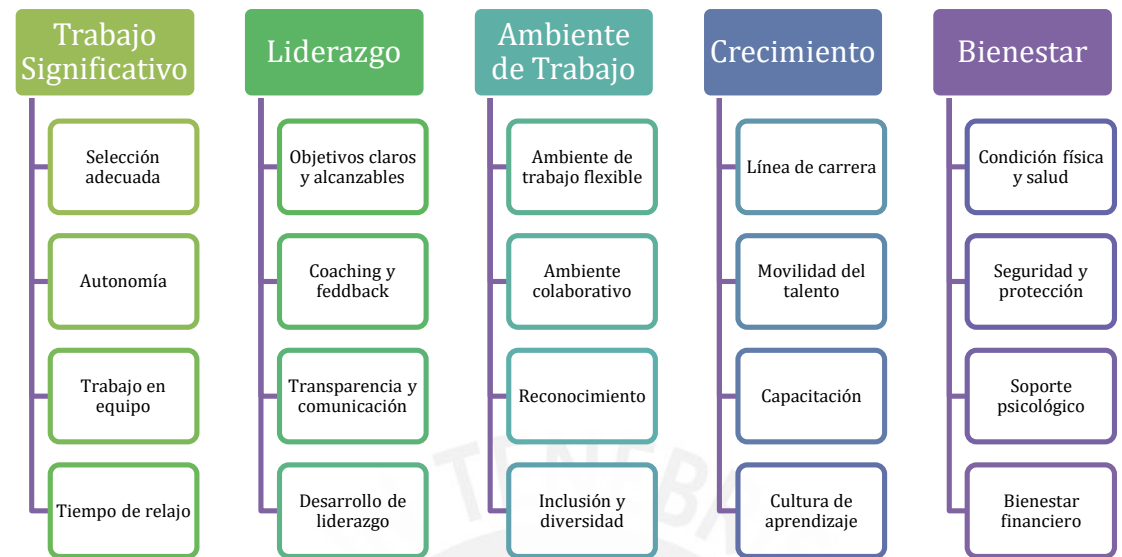 Trabajo
Significativo
Selección
adecuada
Autonomía
Trabajo en
equipo
Tiempo de relajo
Liderazgo
Objetivos claros
y alcanzables
Coaching y
feddback
Transparencia y
comunicación
Desarrollo de
liderazgo
Ambiente
de Trabajo
Ambiente de
trabajo flexible
Ambiente
colaborativo
Reconocimiento
Inclusión y
diversidad
Crecimiento
Línea de carrera
Movilidad del
talento
Capacitación
Cultura de
aprendizaje
Bienestar
Condición física
y salud
Seguridad y
protección
Soporte
psicológico
Bienestar
financiero